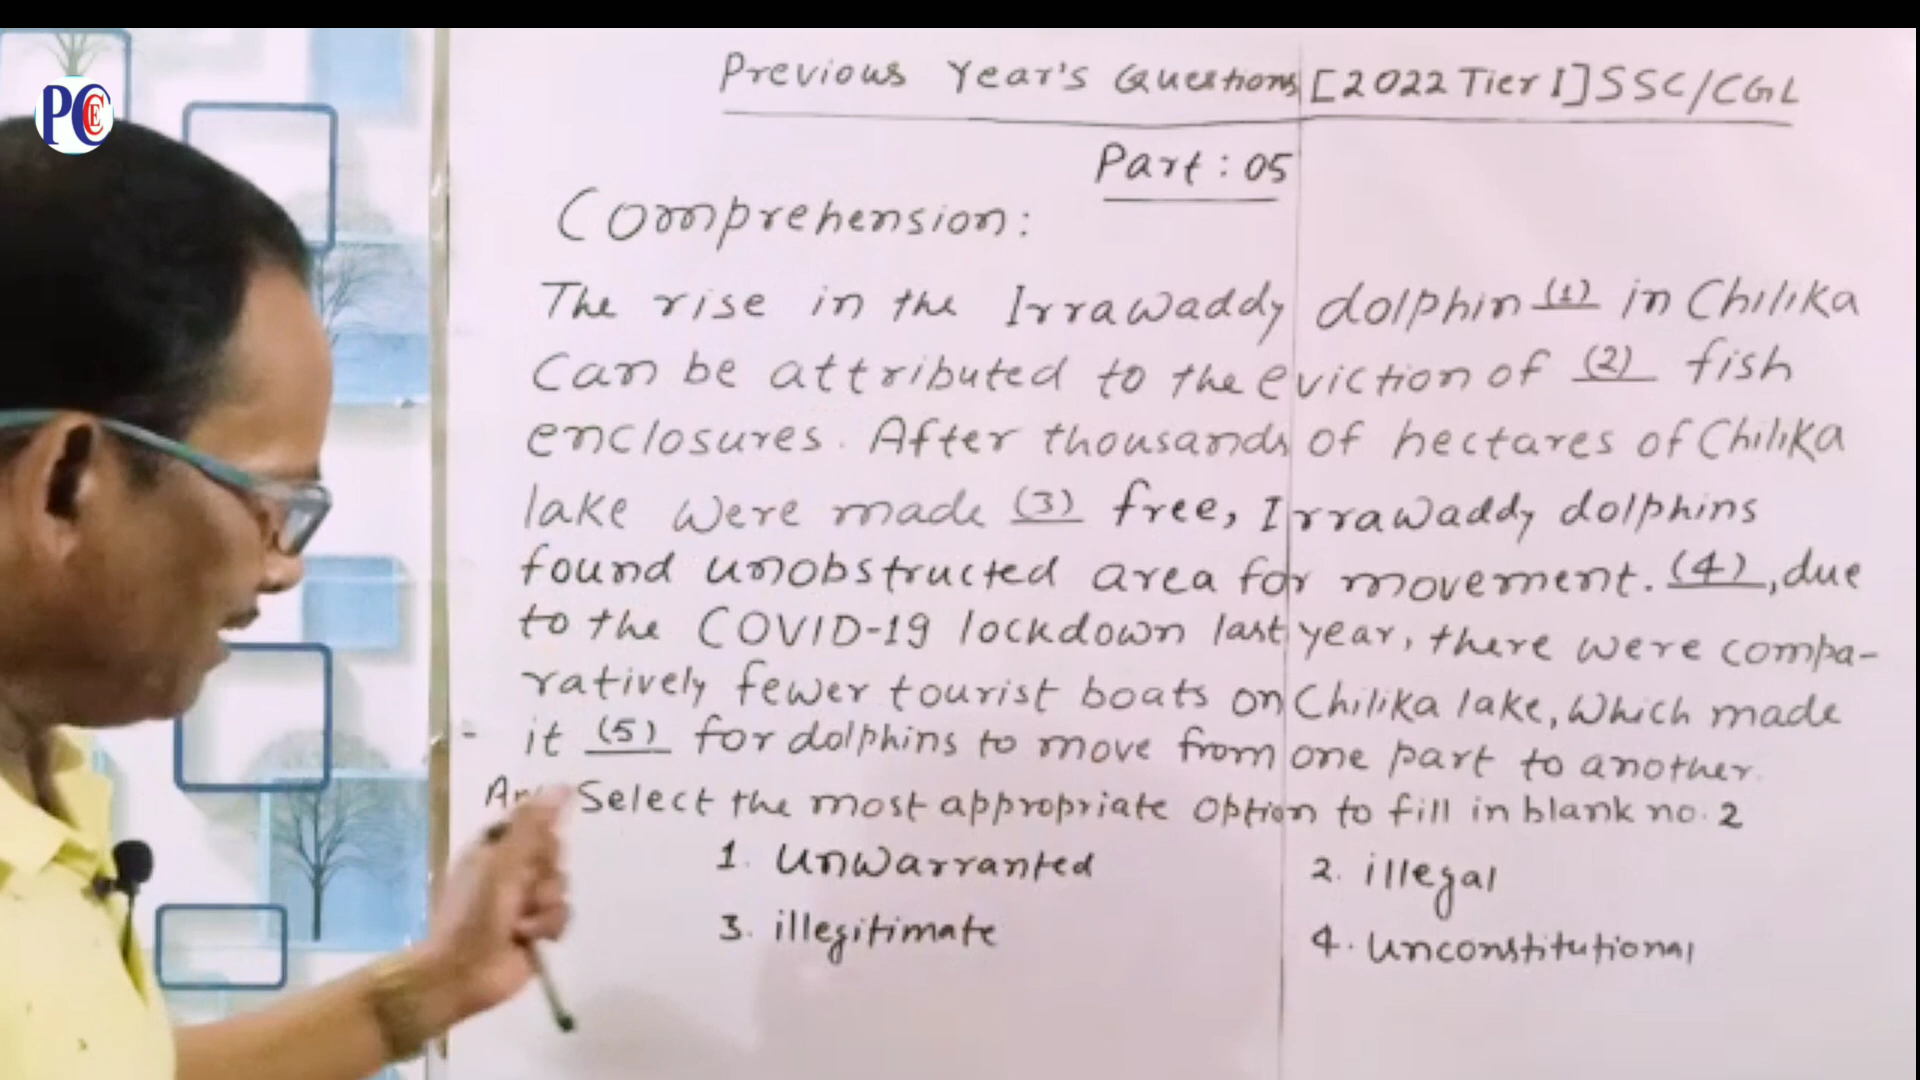 PCC
E
Previous Year's Questions [2022 Tier I] SSC/CGL
Part : 05
Comprehension:
The rise in the Irrawaddy dolphin (1) in Chilika
Can be attributed to the eviction of (2) fish
enclosures. After thousands of hectares of Chilika
lake were made (3) free, Irrawaddy dolphins
found unobstructed area for movement. (4), due
to the COVID-19 lockdown last year, there were compa-
ratively fewer tourist boats on Chilika lake, which made
it (5) for dolphins to move from one part to another.
Select the most appropriate option to fill in blank no. 2
1. unwarranted 2. illegal
3. illegitimate 4. unconstitutional